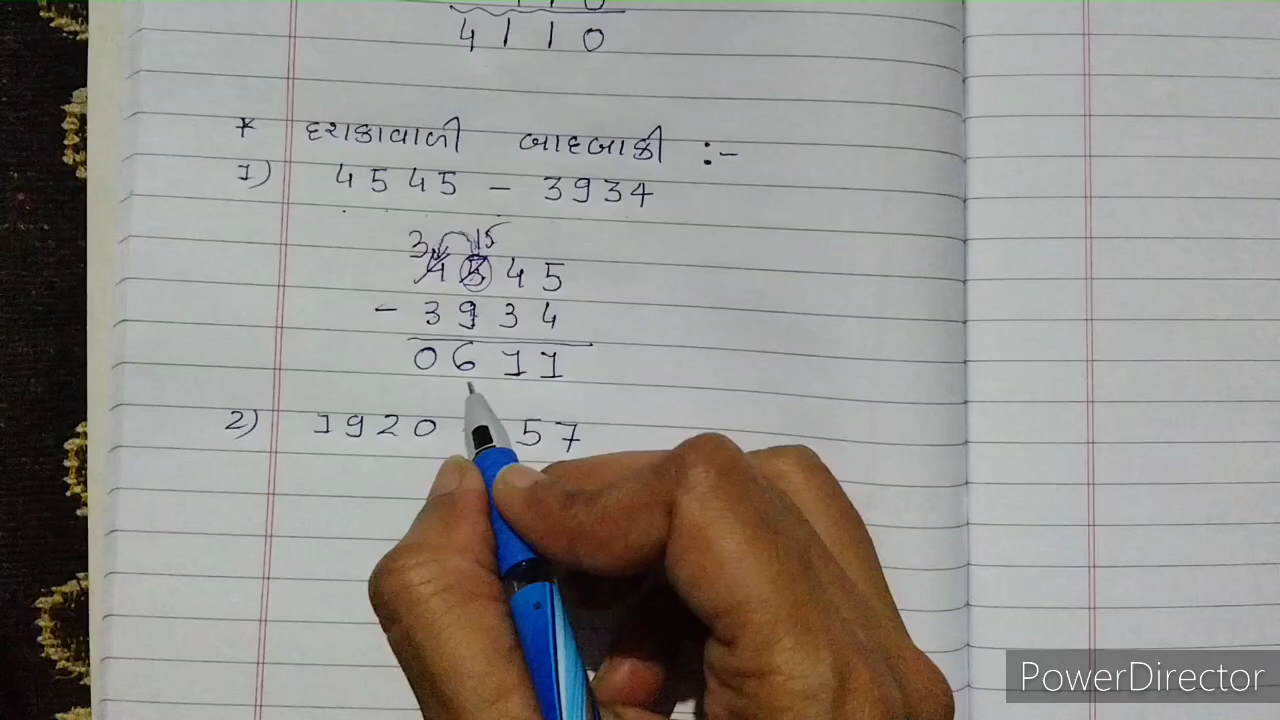 4110
* દશકાવાળી બાદબાકી :-
1) 4545 - 3934
3 15
4545
- 3934
0611
2) 1920 57
PowerDirector